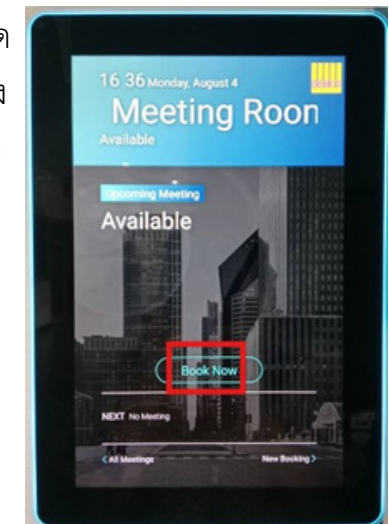 16 36 Monday, August 4
Meeting Roon
Available
Upcoming Meeting
Available
Book Now
NEXT No Meeting
< All Meetings New Booking >